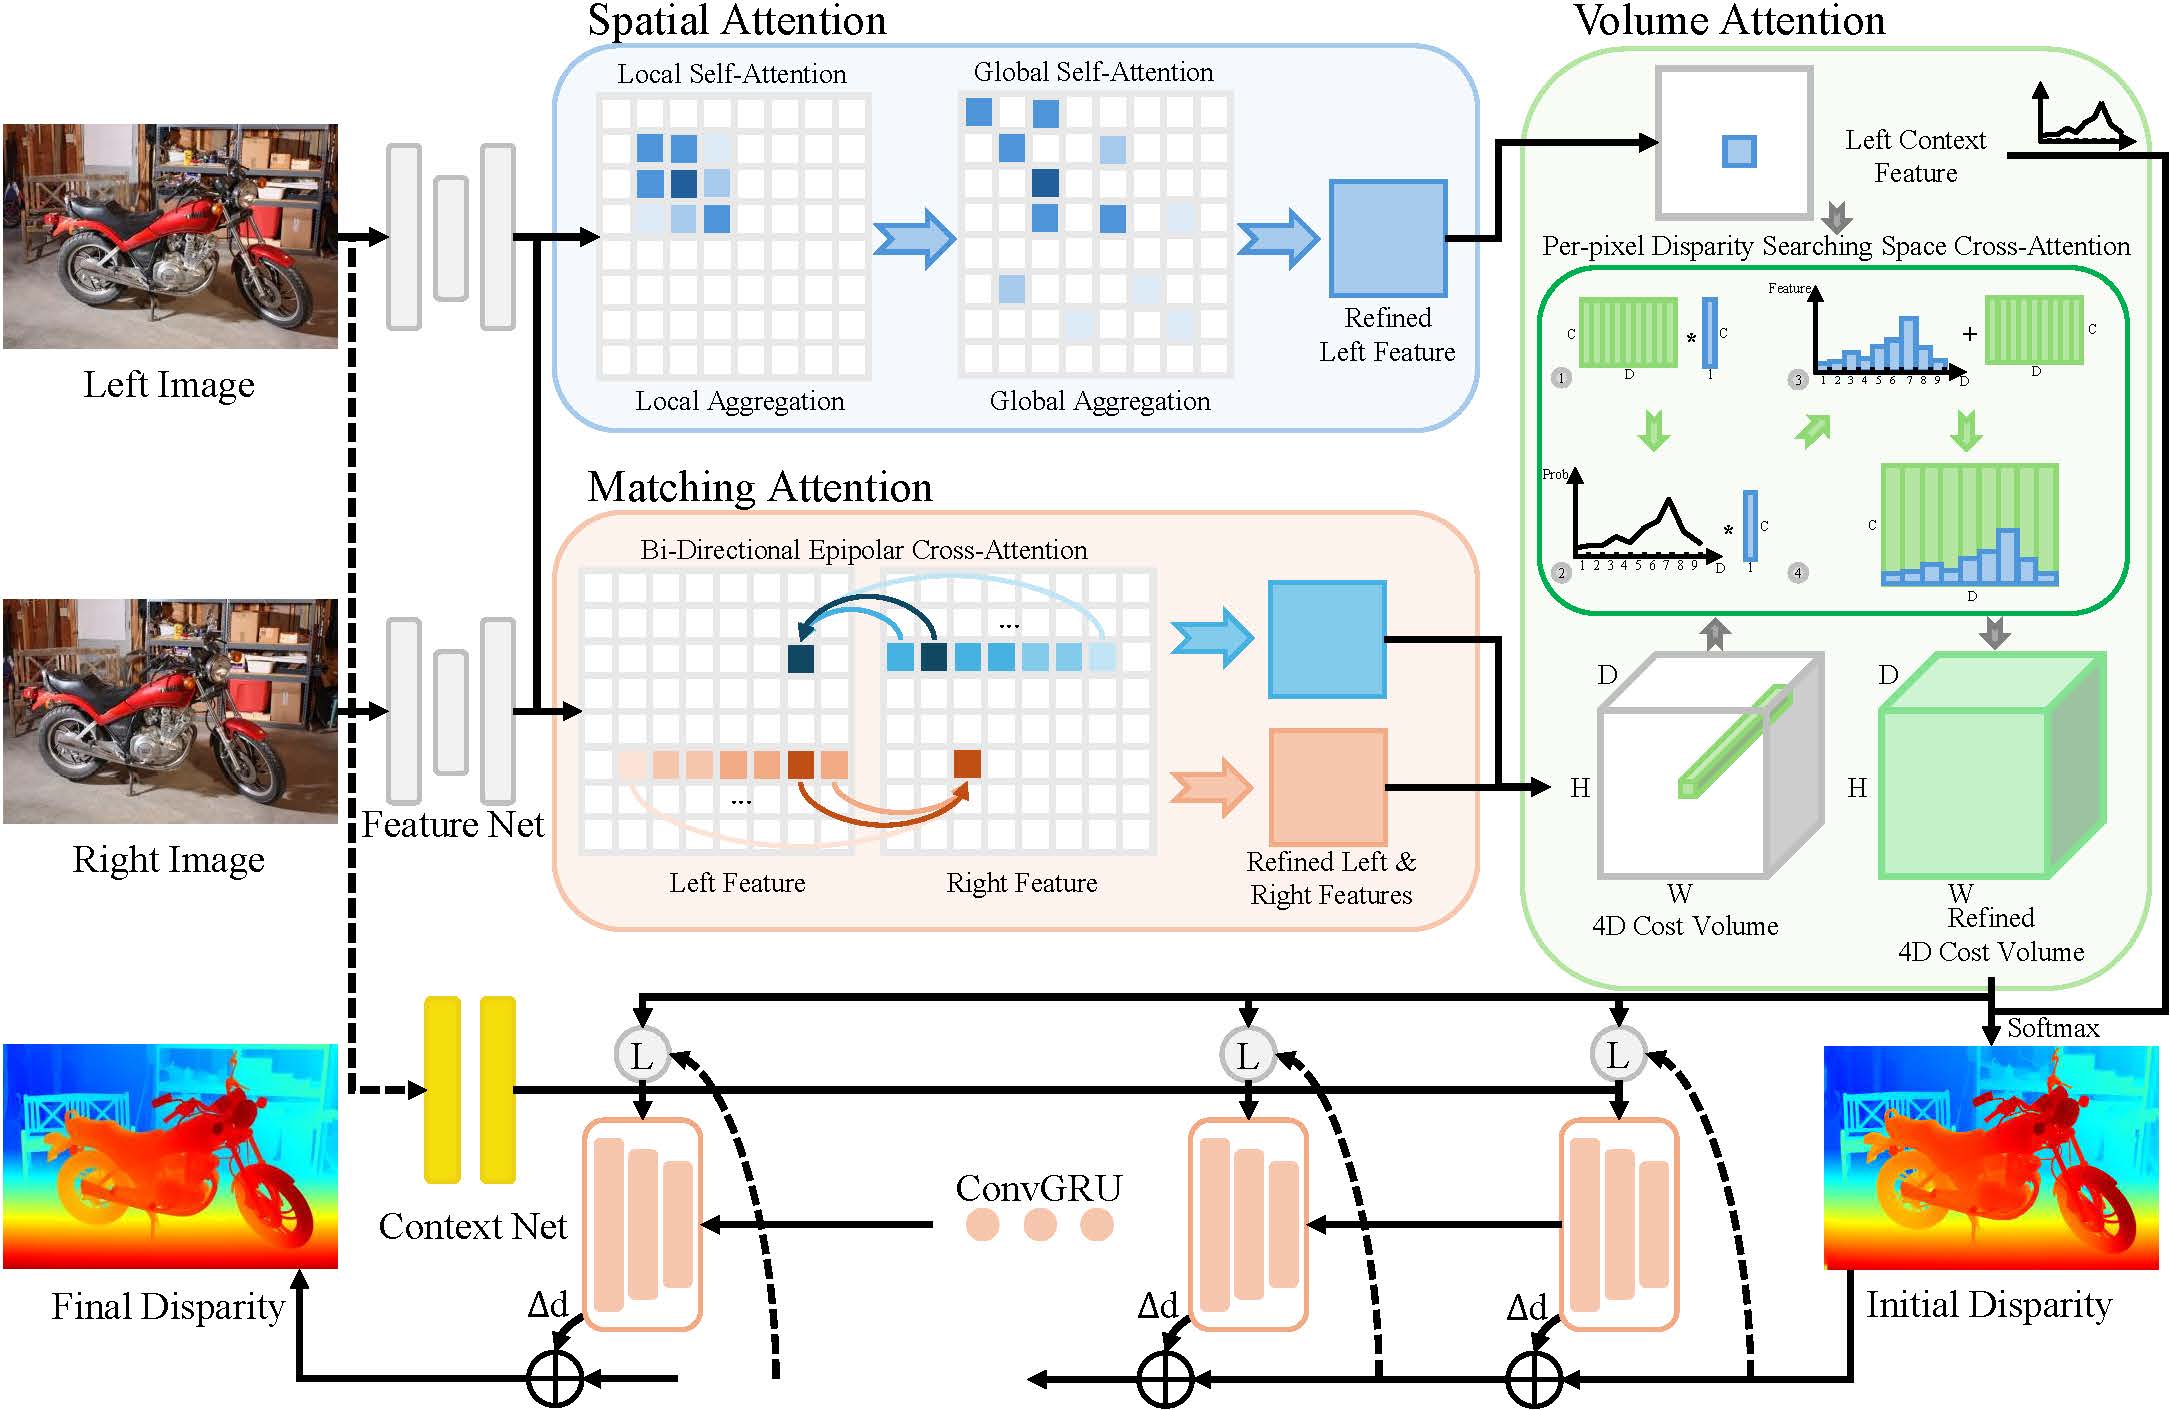 Spatial Attention
Local Self-Attention
Global Self-Attention
Local Aggregation
Global Aggregation
Refined
Left Feature
Left Image
Matching Attention
Bi-Directional Epipolar Cross-Attention
...
...
Left Feature
Right Feature
Refined Left &
Right Features
Right Image
Feature Net
Volume Attention
Left Context
Feature
Per-pixel Disparity Searching Space Cross-Attention
C
D
*
C
1
1
Feature
1 2 3 4 5 6 7 8 9
D
3
+
C
D
Prob
1 2 3 4 5 6 7 8 9
D
2
*
C
1
4
C
D
D
H
W
4D Cost Volume
D
H
W
Refined
4D Cost Volume
Softmax
L
L
L
Context Net
ConvGRU
Δd
Δd
Δd
Final Disparity
Initial Disparity